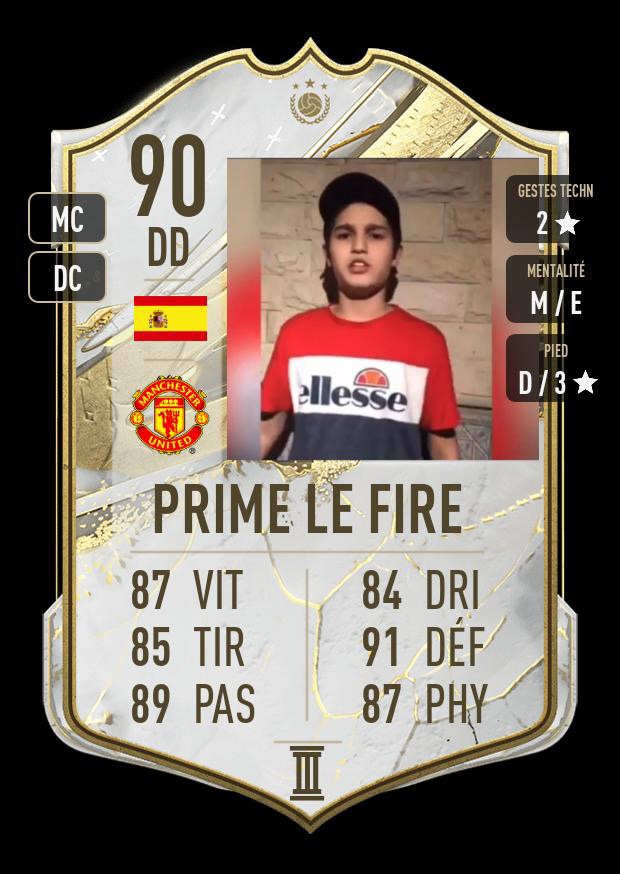 90
DD
MC
DC
GESTES TECHN
2 ★
MENTALITÉ
M / E
PIED
D / 3 ★
MANCHESTER
UNITED
ellesse
PRIME LE FIRE
87 VIT
84 DRI
85 TIR
91 DÉF
89 PAS
87 PHY
III